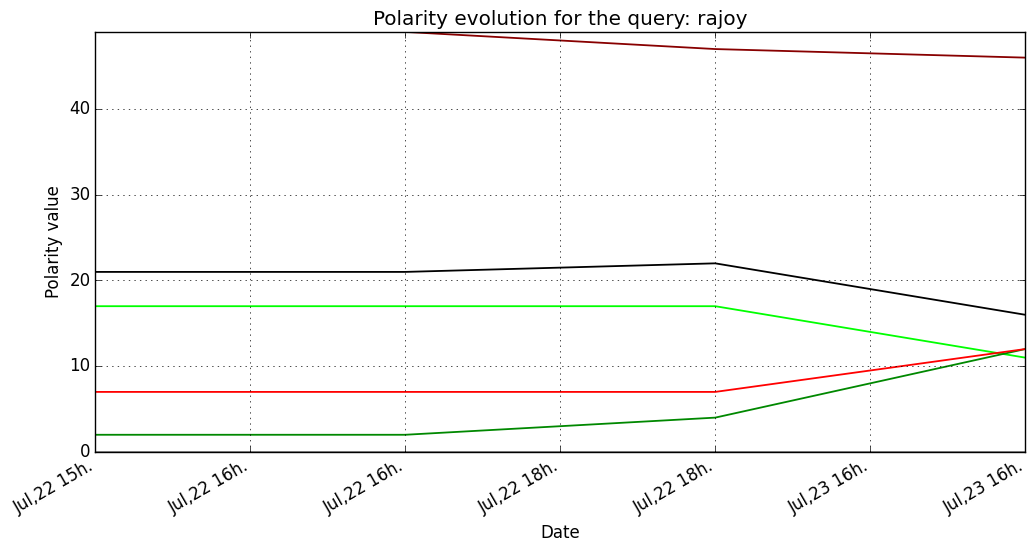 Polarity evolution for the query: rajoy
Polarity value
40
30
20
10
0
Jul,22 15h.
Jul,22 16h.
Jul,22 16h.
Jul,22 18h.
Jul,22 18h.
Jul,23 16h.
Jul,23 16h.
Date